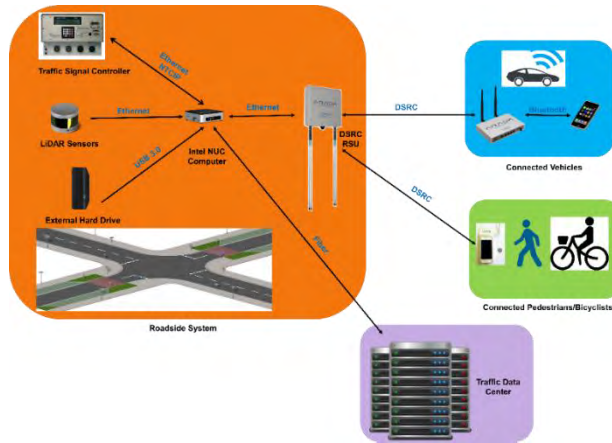 Ethernet
NTCIP
Traffic Signal Controller
Ethernet
Ethernet
DSRC
Bluetooth
LiDAR Sensors
Intel NUC
Computer
DSRC
RSU
USB 3.0
Connected Vehicles
External Hard Drive
DSRC
Fiber
Connected Pedestrians/Bicyclists
Roadside System
Traffic Data
Center